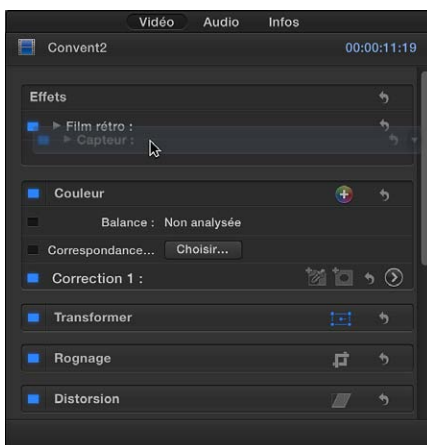 Vidéo Audio Infos
Convent2 00:00:11:19
Effets
Film rétro :
Capteur :
Couleur
Balance : Non analysée
Correspondance... Choisir...
Correction 1 :
Transformer
Rognage
Distorsion